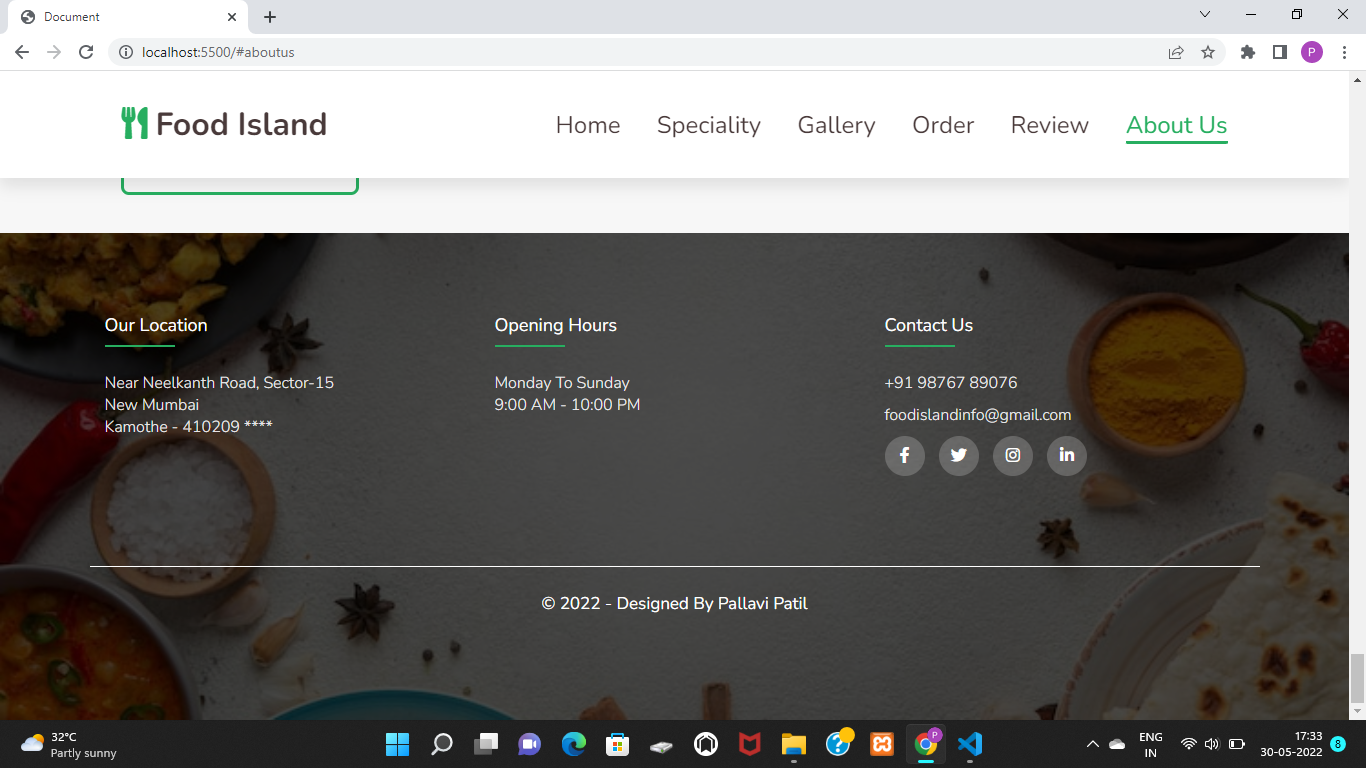 Document
localhost:5500/#aboutus
P
Food Island
Home Speciality Gallery Order Review About Us
Our Location
Near Neelkanth Road, Sector-15
New Mumbai
Kamothe - 410209 ****
Opening Hours
Monday To Sunday
9:00 AM - 10:00 PM
Contact Us
+91 98767 89076
foodislandinfo@gmail.com
© 2022 - Designed By Pallavi Patil
32°C
Partly sunny
P
ENG
IN
17:33
30-05-2022
8